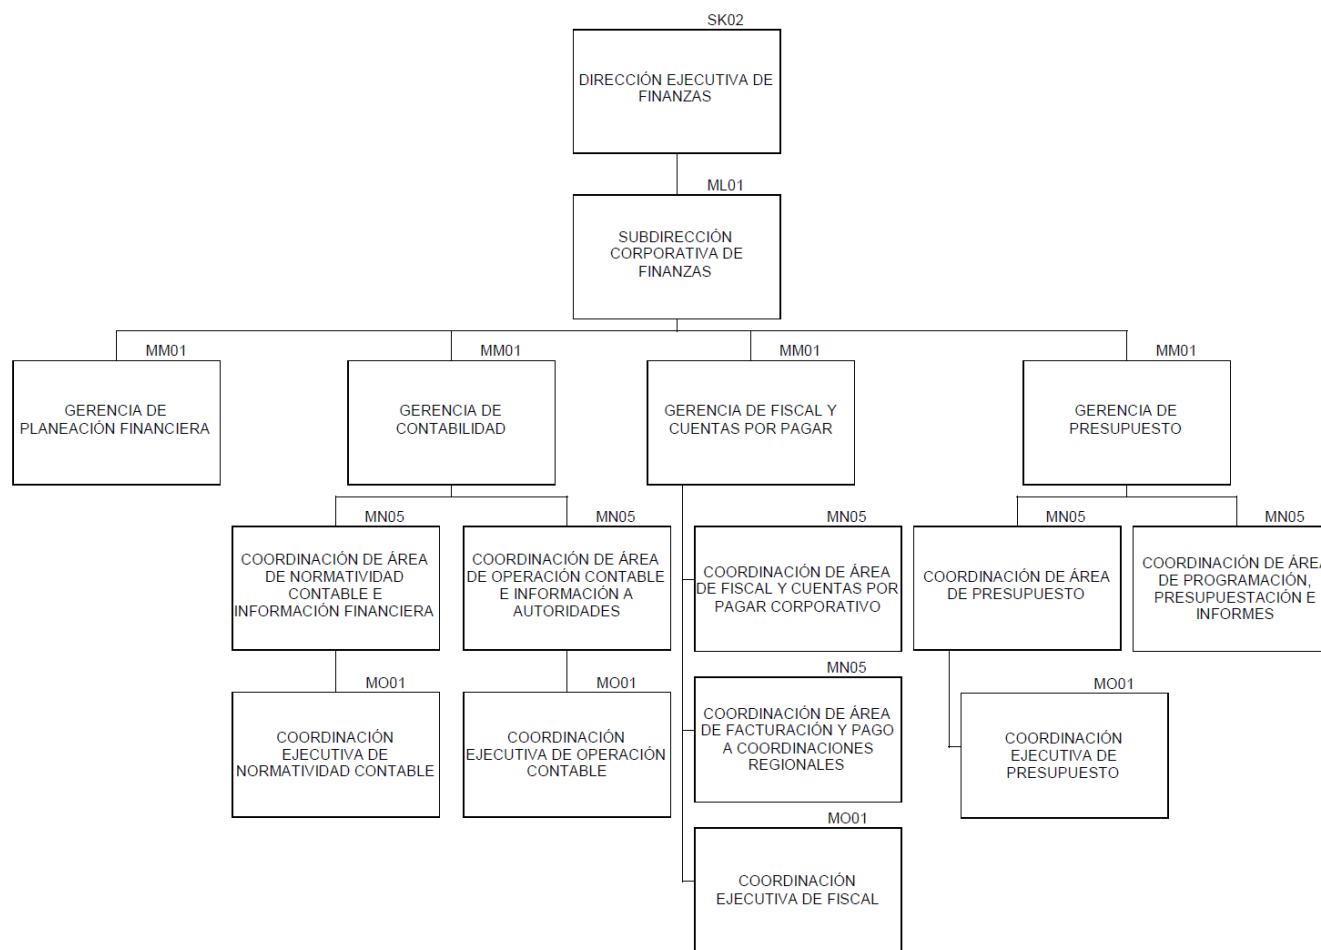 SK02
DIRECCIÓN EJECUTIVA DE
FINANZAS
ML01
SUBDIRECCIÓN
CORPORATIVA DE
FINANZAS
MM01
GERENCIA DE
PLANEACIÓN FINANCIERA
MM01
GERENCIA DE
CONTABILIDAD
MM01
GERENCIA DE FISCAL Y
CUENTAS POR PAGAR
MM01
GERENCIA DE
PRESUPUESTO
MN05
COORDINACIÓN DE ÁREA
DE NORMATIVIDAD
CONTABLE E
INFORMACIÓN FINANCIERA
MN05
COORDINACIÓN DE ÁREA
DE OPERACIÓN CONTABLE
E INFORMACIÓN A
AUTORIDADES
MN05
COORDINACIÓN DE ÁREA
DE FISCAL Y CUENTAS POR
PAGAR CORPORATIVO
MN05
COORDINACIÓN DE ÁREA
DE PRESUPUESTO
MN05
COORDINACIÓN DE ÁREA
DE PROGRAMACIÓN,
PRESUPUESTACIÓN E
INFORMES
MO01
COORDINACIÓN
EJECUTIVA DE
NORMATIVIDAD CONTABLE
MO01
COORDINACIÓN
EJECUTIVA DE OPERACIÓN
CONTABLE
MN05
COORDINACIÓN DE ÁREA
DE FACTURACIÓN Y PAGO
A COORDINACIONES
REGIONALES
MO01
COORDINACIÓN
EJECUTIVA DE
PRESUPUESTO
MO01
COORDINACIÓN
EJECUTIVA DE FISCAL